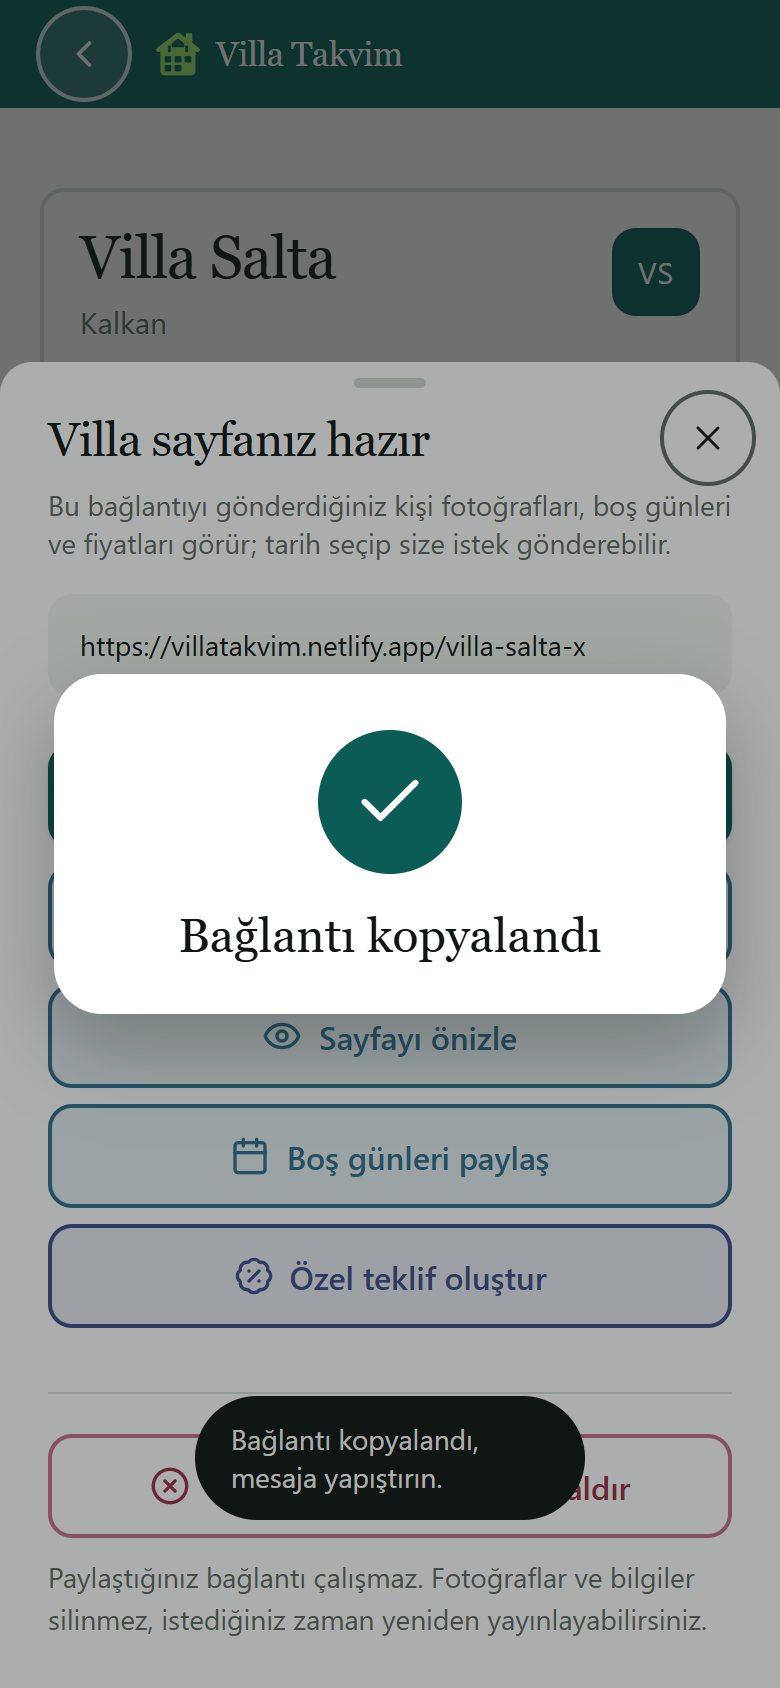 Villa Takvim
Villa Salta
VS
Kalkan
Villa sayfanız hazır
Bu bağlantıyı gönderdiğiniz kişi fotoğrafları, boş günleri
ve fiyatları görür; tarih seçip size istek gönderebilir.
https://villatakvim.netlify.app/villa-salta-x
Bağlantı kopyalandı
Sayfayı önizle
Boş günleri paylaş
Özel teklif oluştur
Bağlantı kopyalandı,
mesaja yapıştırın.
Paylaştığınız bağlantı çalışmaz. Fotoğraflar ve bilgiler
silinmez, istediğiniz zaman yeniden yayınlayabilirsiniz.